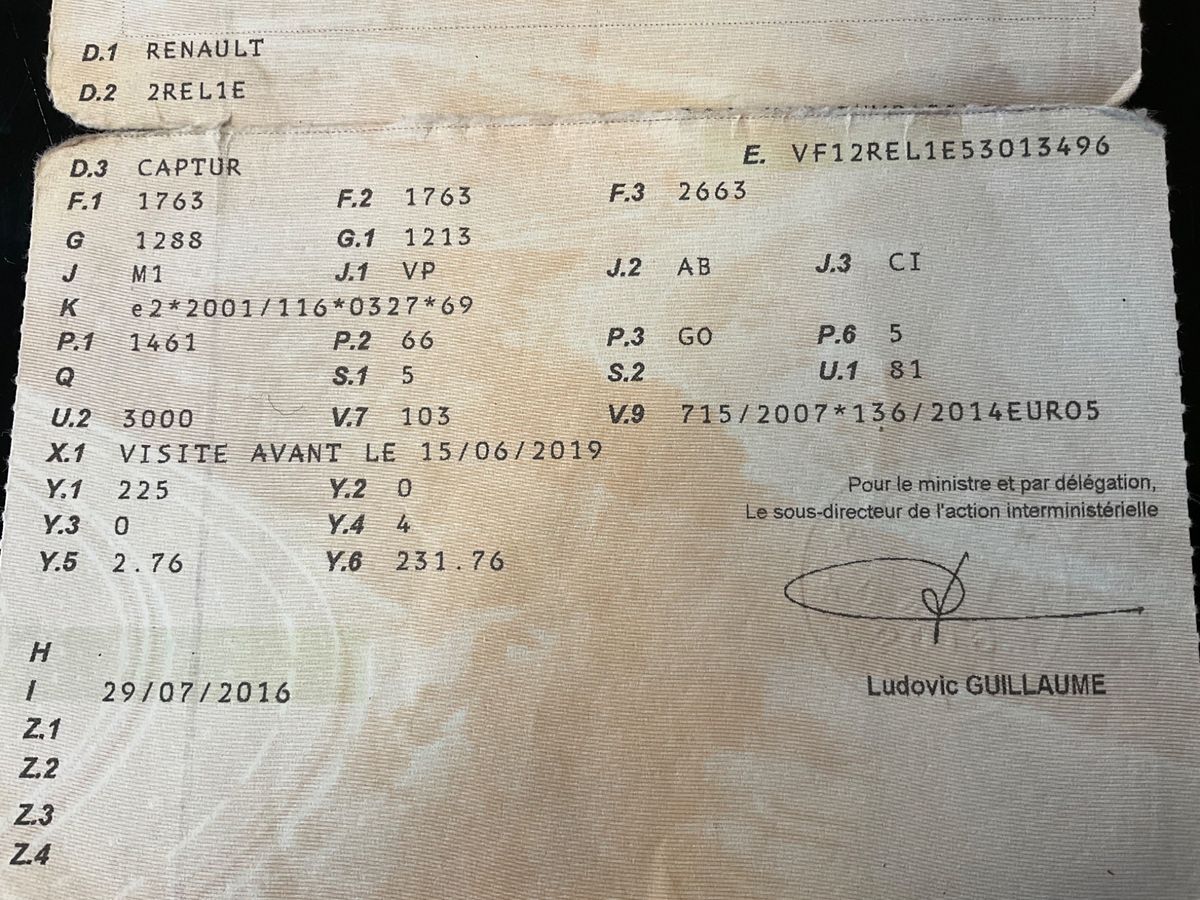 D.1 RENAULT
D.2 2REL1E
D.3 CAPTUR E. VF12REL1E53013496
F.1 1763 F.2 1763 F.3 2663
G 1288 G.1 1213
J M1 J.1 VP J.2 AB J.3 CI
K e2*2001/116*0327*69
P.1 1461 P.2 66 P.3 GO P.6 5
Q S.1 5 S.2 U.1 81
U.2 3000 V.7 103 V.9 715/2007*136/2014EURO5
X.1 VISITE AVANT LE 15/06/2019
Y.1 225 Y.2 0
Y.3 0 Y.4 4
Y.5 2.76 Y.6 231.76
Pour le ministre et par délégation,
Le sous-directeur de l'action interministérielle
Ludovic GUILLAUME
H
I 29/07/2016
Z.1
Z.2
Z.3
Z.4